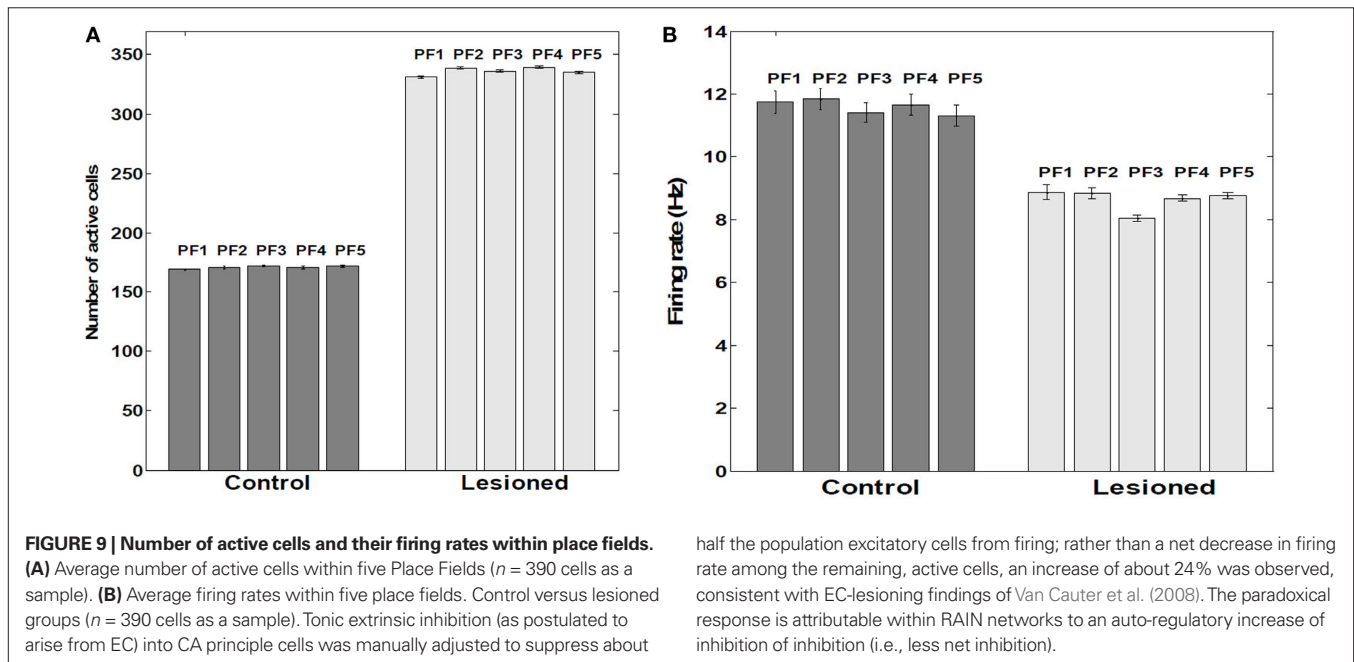 A
Number of active cells
350
300
250
200
150
100
50
0
PF1 PF2 PF3 PF4 PF5
PF1 PF2 PF3 PF4 PF5
Control
Lesioned
B
Firing rate (Hz)
14
12
10
8
6
4
2
0
PF1 PF2 PF3 PF4 PF5
PF1 PF2 PF3 PF4 PF5
Control
Lesioned
FIGURE 9 | Number of active cells and their firing rates within place fields.
(A) Average number of active cells within five Place Fields (n = 390 cells as a
sample). (B) Average firing rates within five place fields. Control versus lesioned
groups (n = 390 cells as a sample). Tonic extrinsic inhibition (as postulated to
arise from EC) into CA principle cells was manually adjusted to suppress about
half the population excitatory cells from firing; rather than a net decrease in firing
rate among the remaining, active cells, an increase of about 24% was observed,
consistent with EC-lesioning findings of Van Cauter et al. (2008). The paradoxical
response is attributable within RAIN networks to an auto-regulatory increase of
inhibition of inhibition (i.e., less net inhibition).